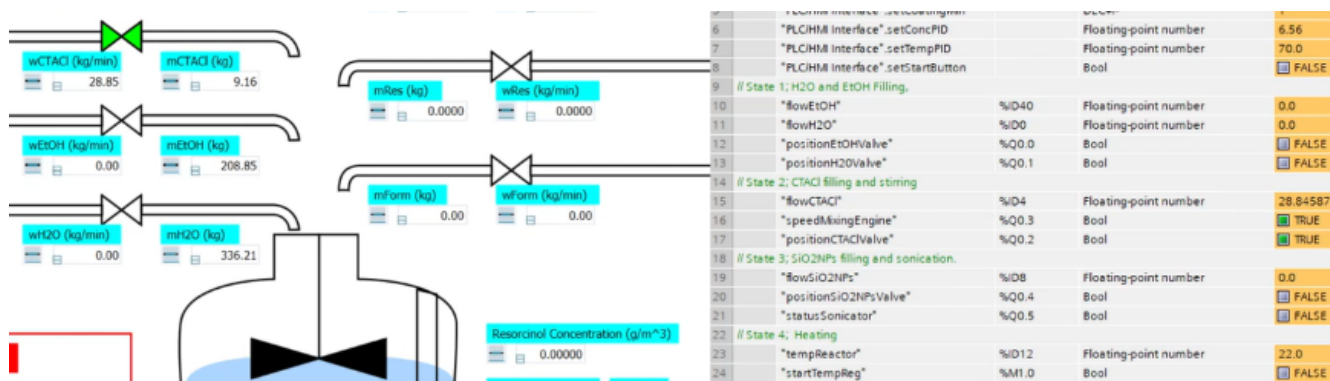 wCTACl (kg/min) mCTACl (kg)
28.85 9.16
wEtOH (kg/min) mEtOH (kg)
0.00 208.85
wH2O (kg/min) mH2O (kg)
0.00 336.21
mRes (kg) wRes (kg/min)
0.0000 0.0000
mForm (kg) wForm (kg/min)
0.00 0.00
Resorcinol Concentration (g/m^3)
0.00000
6 "PLC/HMI Interface".setConcPID Floating-point number 6.56
7 "PLC/HMI Interface".setTempPID Floating-point number 70.0
8 "PLC/HMI Interface".setStartButton Bool FALSE
9 // State 1; H2O and EtOH Filling.
10 "flowEtOH" %ID40 Floating-point number 0.0
11 "flowH2O" %ID0 Floating-point number 0.0
12 "positionEtOHValve" %Q0.0 Bool FALSE
13 "positionH2OValve" %Q0.1 Bool FALSE
14 // State 2; CTACl filling and stirring
15 "flowCTACl" %ID4 Floating-point number 28.84587
16 "speedMixingEngine" %Q0.3 Bool TRUE
17 "positionCTAClValve" %Q0.2 Bool TRUE
18 // State 3; SiO2NPs filling and sonication.
19 "flowSiO2NPs" %ID8 Floating-point number 0.0
20 "positionSiO2NPsValve" %Q0.4 Bool FALSE
21 "statusSonicator" %Q0.5 Bool FALSE
22 // State 4; Heating
23 "tempReactor" %ID12 Floating-point number 22.0
24 "startTempReg" %M1.0 Bool FALSE